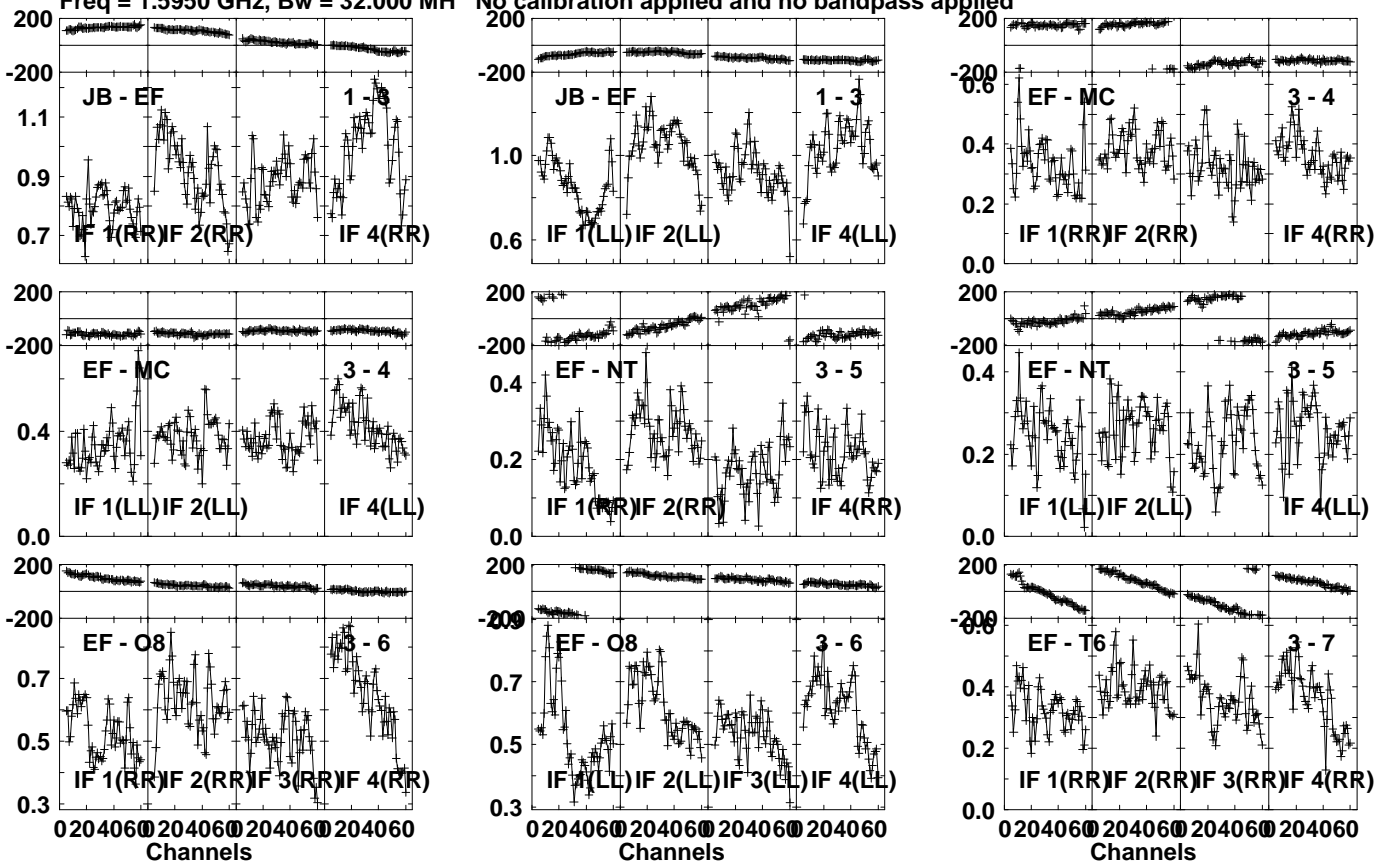 Freq = 1.5950 GHz, Bw = 32.000 MH No calibration applied and no bandpass applied
200
-200
JB - EF 1 - 3
1.1
0.9
0.7
IF 1(RR) IF 2(RR) IF 4(RR)
JB - EF 1 - 3
1.0
0.6
IF 1(LL) IF 2(LL) IF 4(LL)
200
-200
EF - MC 3 - 4
0.6
0.4
0.2
0.0
IF 1(RR) IF 2(RR) IF 4(RR)
200
-200
EF - MC 3 - 4
0.4
0.0
IF 1(LL) IF 2(LL) IF 4(LL)
200
-200
EF - NT 3 - 5
0.4
0.2
0.0
IF 1(RR) IF 2(RR) IF 4(RR)
200
-200
EF - NT 3 - 5
0.4
0.2
0.0
IF 1(LL) IF 2(LL) IF 4(LL)
200
-200
EF - O8 3 - 6
0.7
0.5
0.3
IF 1(RR) IF 2(RR) IF 3(RR) IF 4(RR)
0 20 40 60 0 20 40 60 0 20 40 60 0 20 40 60
Channels
200
-200
EF - O8 3 - 6
0.9
0.7
0.5
0.3
IF 1(LL) IF 2(LL) IF 3(LL) IF 4(LL)
0 20 40 60 0 20 40 60 0 20 40 60 0 20 40 60
Channels
200
-200
EF - T6 3 - 7
0.6
0.4
0.2
0.0
IF 1(RR) IF 2(RR) IF 3(RR) IF 4(RR)
0 20 40 60 0 20 40 60 0 20 40 60 0 20 40 60
Channels